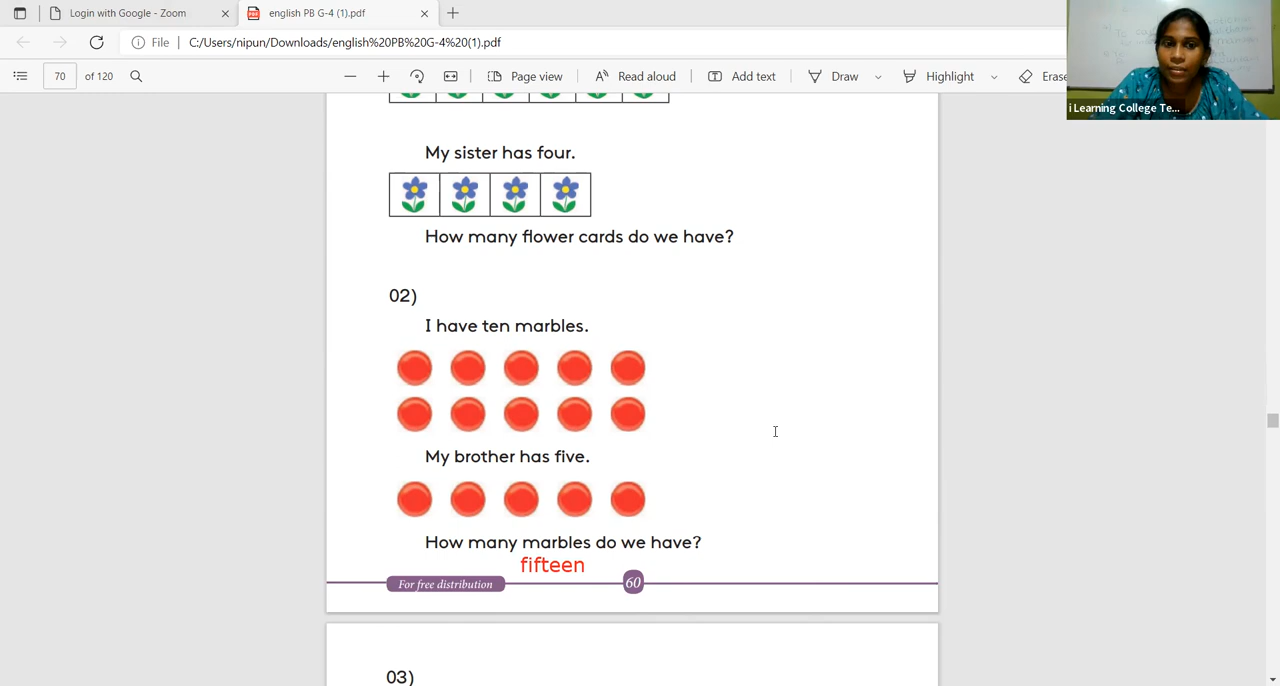 Login with Google - Zoom
english PB G-4 (1).pdf
File
C:/Users/nipun/Downloads/english%20PB%20G-4%20(1).pdf
70 of 120
Page view
Read aloud
Add text
Draw
Highlight
Erase
i Learning College Te...
My sister has four.
How many flower cards do we have?
02)
I have ten marbles.
My brother has five.
How many marbles do we have?
fifteen
For free distribution
60
03)